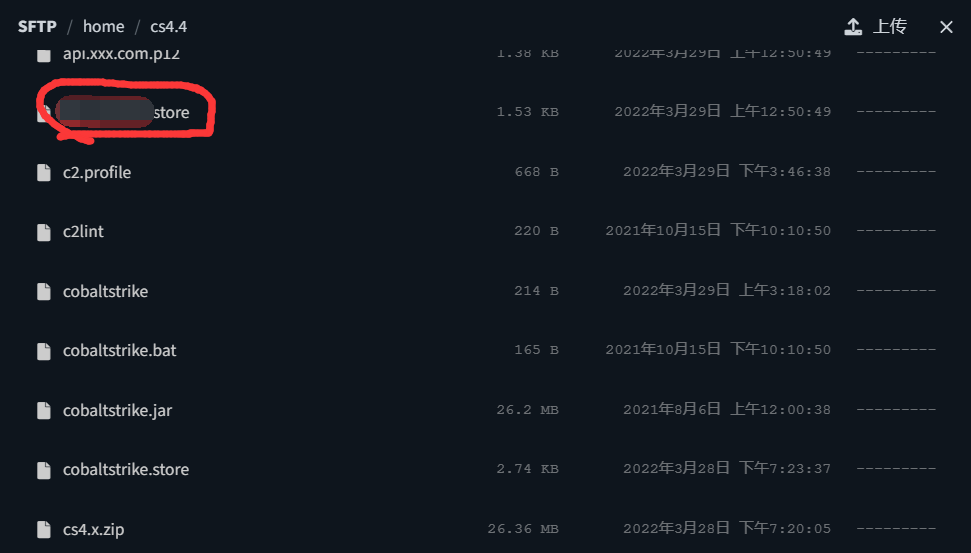 SFTP / home / cs4.4 上传
api.xxx.com.p12 1.38 KB 2022年3月29日 上午12:50:49 ---------
store 1.53 KB 2022年3月29日 上午12:50:49 ---------
c2.profile 668 B 2022年3月29日 下午3:46:38 ---------
c2lint 220 B 2021年10月15日 下午10:10:50 ---------
cobaltstrike 214 B 2022年3月29日 上午3:18:02 ---------
cobaltstrike.bat 165 B 2021年10月15日 下午10:10:50 ---------
cobaltstrike.jar 26.2 MB 2021年8月6日 上午12:00:38 ---------
cobaltstrike.store 2.74 KB 2022年3月28日 下午7:23:37 ---------
cs4.x.zip 26.36 MB 2022年3月28日 下午7:20:05 ---------